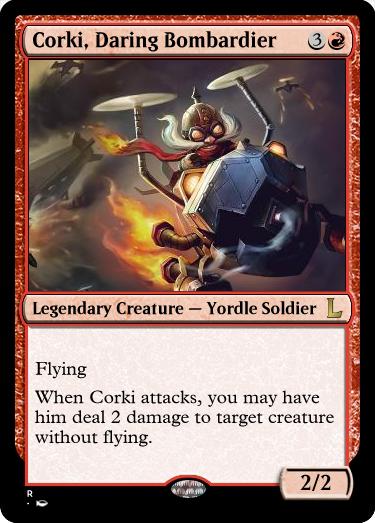 Corki, Daring Bombardier 3
Legendary Creature — Yordle Soldier L
Flying
When Corki attacks, you may have
him deal 2 damage to target creature
without flying.
2/2
R